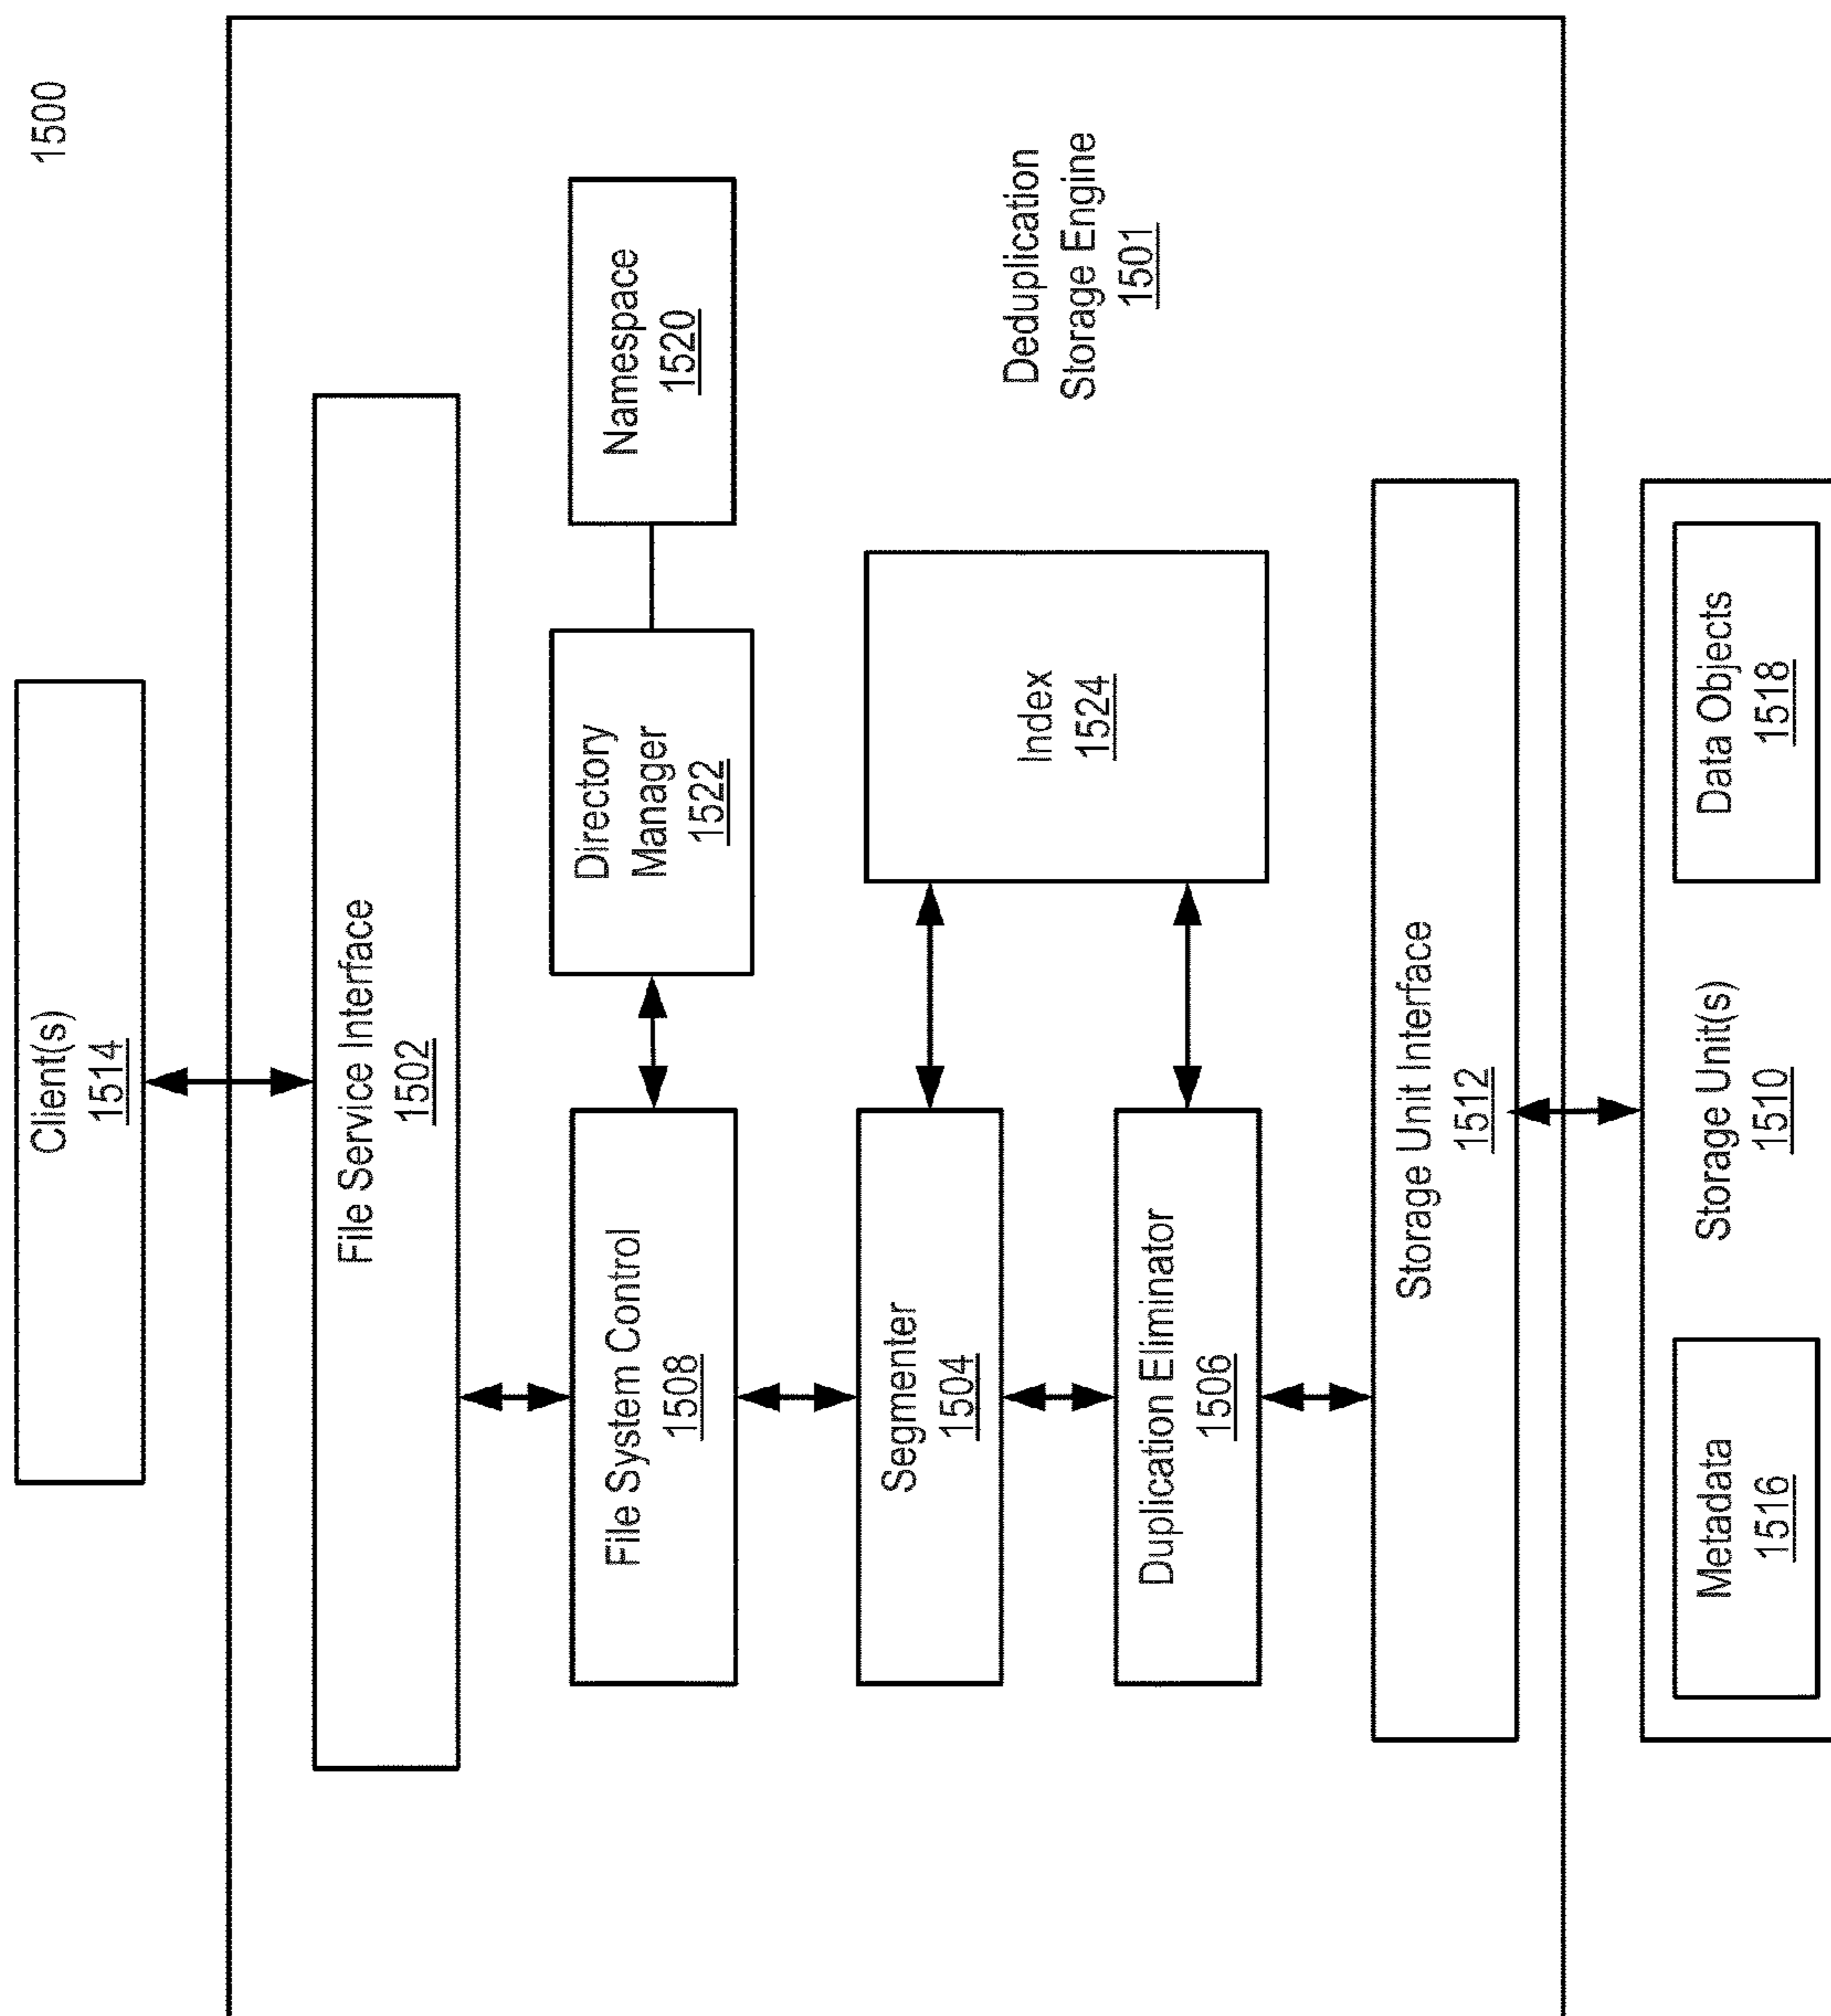 1500
Client(s)
1514
File Service Interface
1502
File System Control
1508
Directory
Manager
1522
Namespace
1520
Segmenter
1504
Index
1524
Duplication Eliminator
1506
Deduplication
Storage Engine
1501
Storage Unit Interface
1512
Metadata
1516
Storage Unit(s)
1510
Data Objects
1518